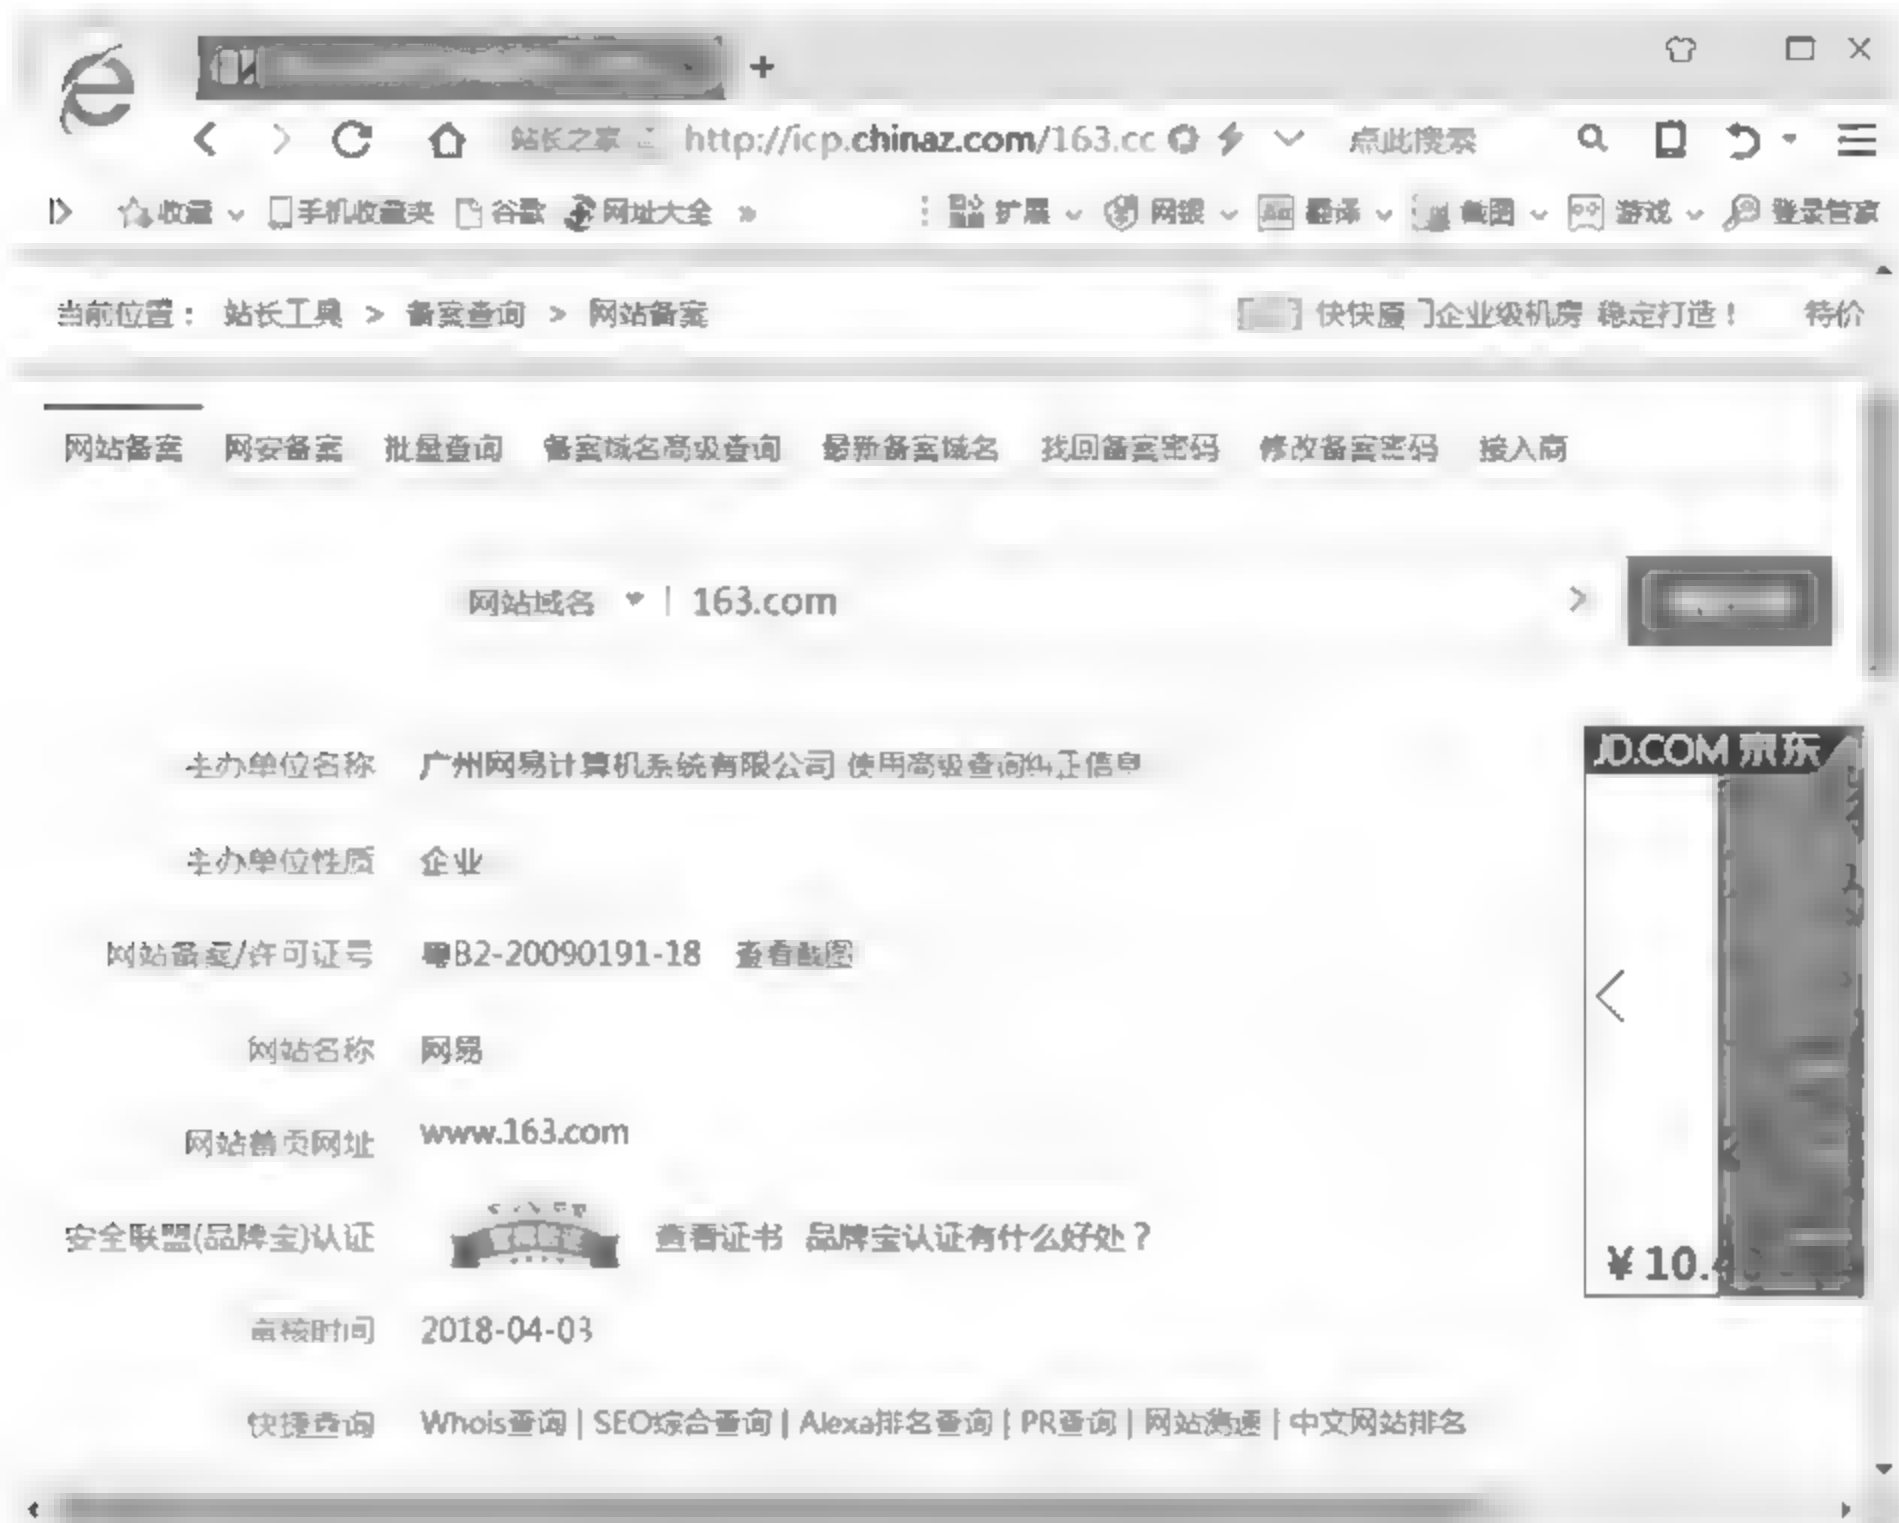 +
站长之家 http://icp.chinaz.com/163.cc 点此搜索
收藏 手机收藏夹 谷歌 网址大全 » 扩展 网银 翻译 截图 游戏 登录管家
当前位置： 站长工具 > 备案查询 > 网站备案 快快厦 ]企业级机房 稳定打造！ 特价
网站备案 网安备案 批量查询 备案域名高级查询 最新备案域名 找回备案密码 修改备案密码 接入商
网站域名 | 163.com
主办单位名称 广州网易计算机系统有限公司 使用高级查询纠正信息
主办单位性质 企业
网站备案/许可证号 粤B2-20090191-18 查看截图
网站名称 网易
网站首页网址 www.163.com
安全联盟(品牌宝)认证 查看证书 品牌宝认证有什么好处？
审核时间 2018-04-03
快捷查询 Whois查询 | SEO综合查询 | Alexa排名查询 | PR查询 | 网站测速 | 中文网站排名
JD.COM 京东